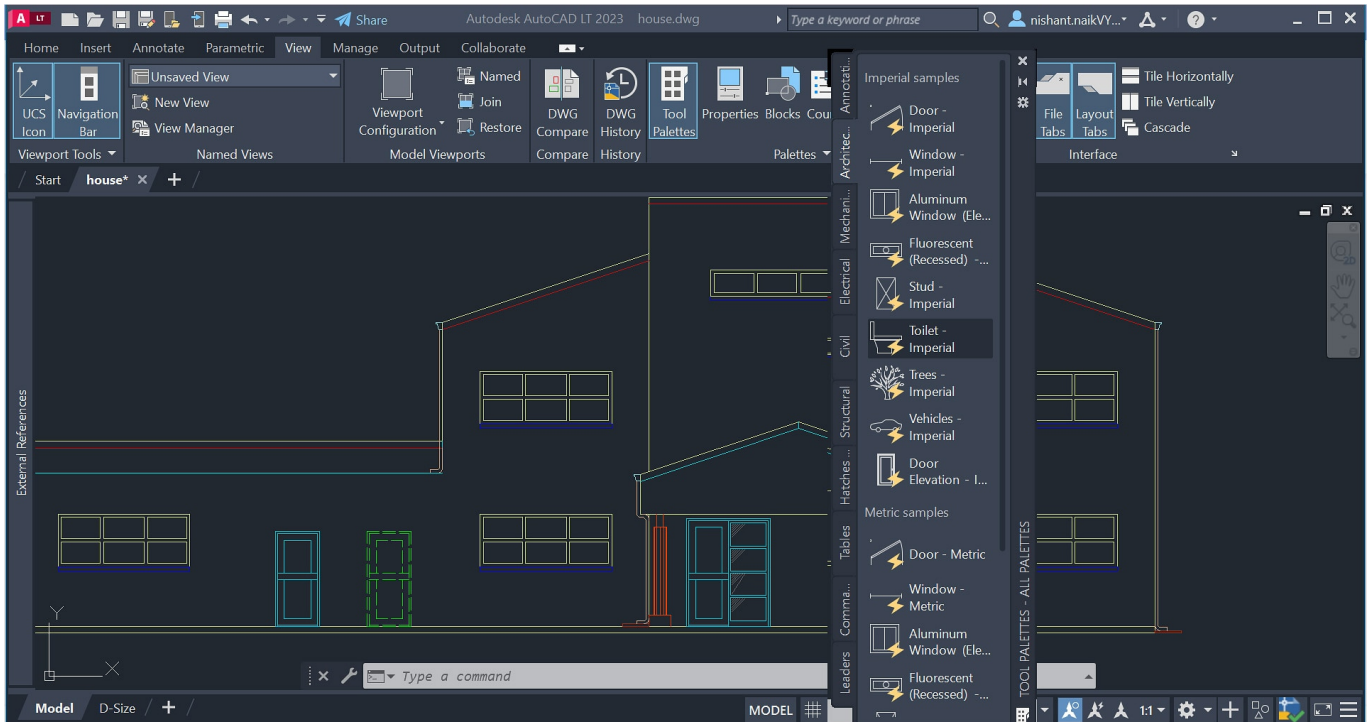 A LT Share Autodesk AutoCAD LT 2023 house.dwg Type a keyword or phrase nishant.naikVY...
Home Insert Annotate Parametric View Manage Output Collaborate
UCS Icon
Navigation Bar
Viewport Tools
Unsaved View
New View
View Manager
Named Views
Viewport Configuration
Named
Join
Restore
Model Viewports
DWG Compare
Compare
DWG History
History
Tool Palettes
Properties
Blocks
Cou
Palettes
File Tabs
Layout Tabs
Tile Horizontally
Tile Vertically
Cascade
Interface
Start house*
External References
Annotati...
Architec...
Mechani...
Electrical
Civil
Structural
Hatches ...
Tables
Comma...
Leaders
Imperial samples
Door -
Imperial
Window -
Imperial
Aluminum
Window (Ele...
Fluorescent
(Recessed) -...
Stud -
Imperial
Toilet -
Imperial
Trees -
Imperial
Vehicles -
Imperial
Door
Elevation - I...
Metric samples
Door - Metric
Window -
Metric
Aluminum
Window (Ele...
Fluorescent
(Recessed) -...
TOOL PALETTES - ALL PALETTES
Y
X
Type a command
Model D-Size
MODEL
1:1